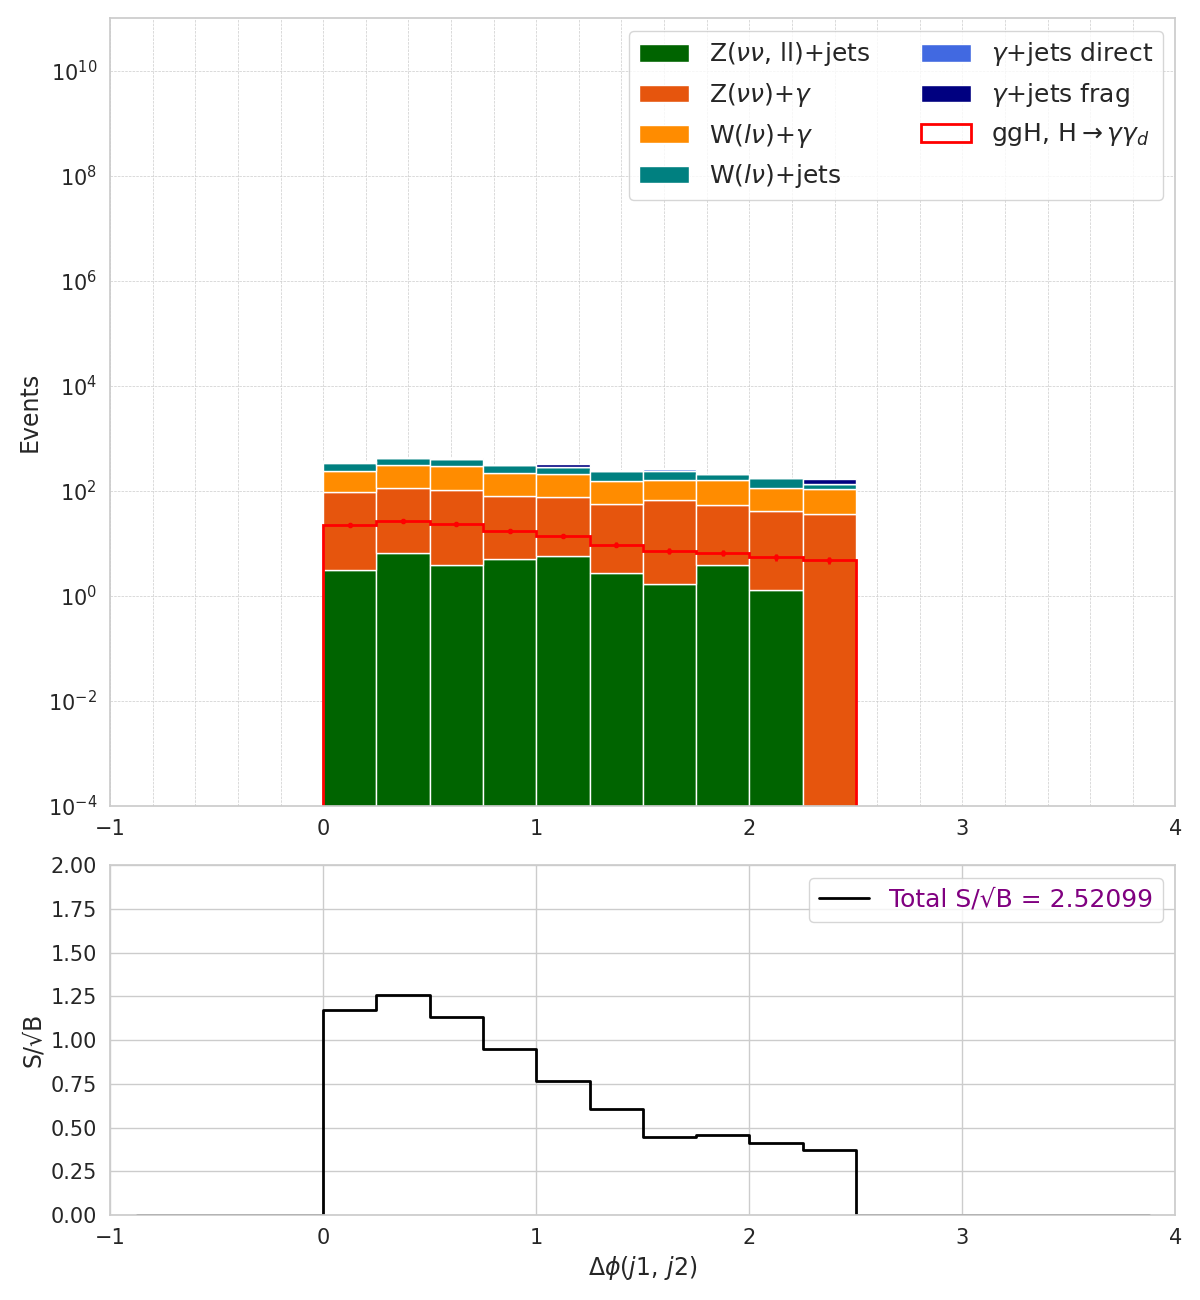 Z(νν, ll)+jets
Z(νν)+γ
W(lν)+γ
W(lν)+jets
γ+jets direct
γ+jets frag
ggH, H→γγ_d
Events
10^10
10^8
10^6
10^4
10^2
10^0
10^−2
10^−4
−1 0 1 2 3 4
Total S/√B = 2.52099
S/√B
2.00
1.75
1.50
1.25
1.00
0.75
0.50
0.25
0.00
−1 0 1 2 3 4
Δϕ(j1, j2)